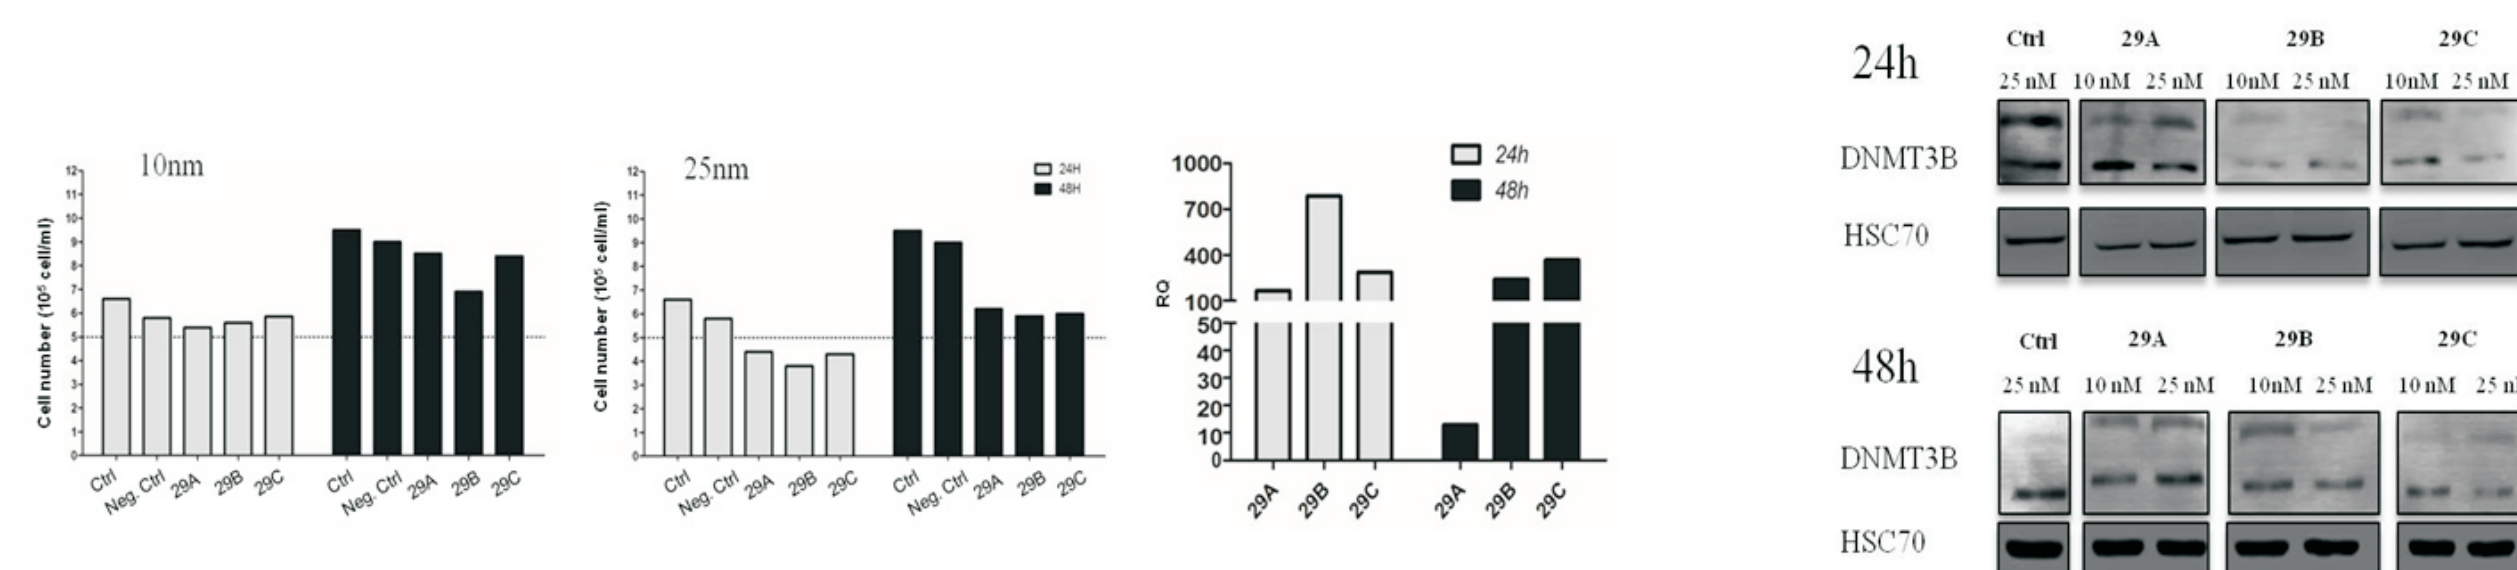 10nm
Cell number (10⁵ cell/ml)
12
11
10
9
8
7
6
5
4
3
2
1
0
Ctrl Neg. Ctrl 29A 29B 29C Ctrl Neg. Ctrl 29A 29B 29C
25nm
24H
48H
Cell number (10⁵ cell/ml)
12
11
10
9
8
7
6
5
4
3
2
1
0
Ctrl Neg. Ctrl 29A 29B 29C Ctrl Neg. Ctrl 29A 29B 29C
24h
48h
RQ
1000
700
400
100
50
40
30
20
10
0
29A 29B 29C 29A 29B 29C
24h
Ctrl 29A 29B 29C
25 nM 10 nM 25 nM 10nM 25 nM 10nM 25 nM
DNMT3B
HSC70
48h
Ctrl 29A 29B 29C
25 nM 10 nM 25 nM 10nM 25 nM 10 nM 25 n
DNMT3B
HSC70